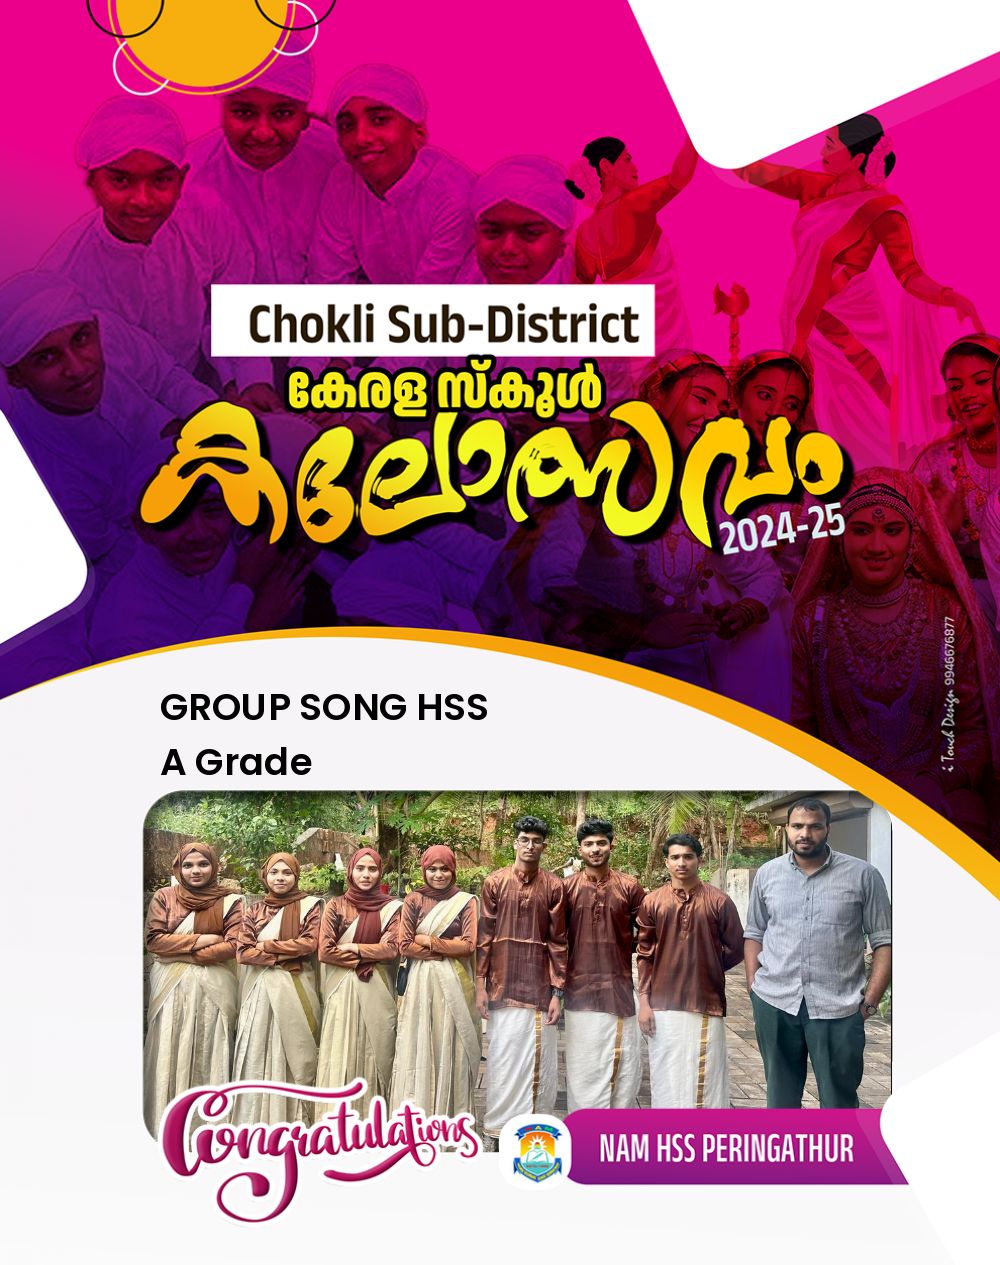 Chokli Sub-District
കേരള സ്കൂൾ
കലോത്സവം
2024-25
i Touch Design 9946676877
GROUP SONG HSS
A Grade
Congratulations
NAM HSS PERINGATHUR